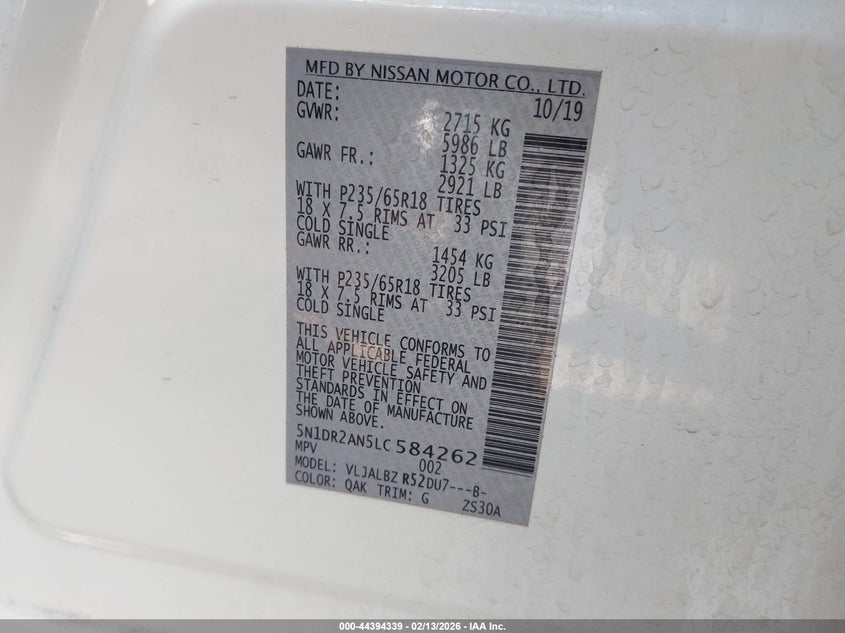 MFD BY NISSAN MOTOR CO., LTD.
DATE: 10/19
GVWR: 2715 KG
5986 LB
GAWR FR.: 1325 KG
2921 LB
WITH P235/65R18 TIRES
18 X 7.5 RIMS AT 33 PSI
COLD SINGLE
GAWR RR.: 1454 KG
3205 LB
WITH P235/65R18 TIRES
18 X 7.5 RIMS AT 33 PSI
COLD SINGLE
THIS VEHICLE CONFORMS TO
ALL APPLICABLE FEDERAL
MOTOR VEHICLE SAFETY AND
THEFT PREVENTION
STANDARDS IN EFFECT ON
THE DATE OF MANUFACTURE
SHOWN ABOVE.
5N1DR2AN5LC584262
MPV 002
MODEL: VLJALBZ R52DU7---B-
COLOR: QAK TRIM: G ZS30A
000-44394339 - 02/13/2026 - IAA Inc.